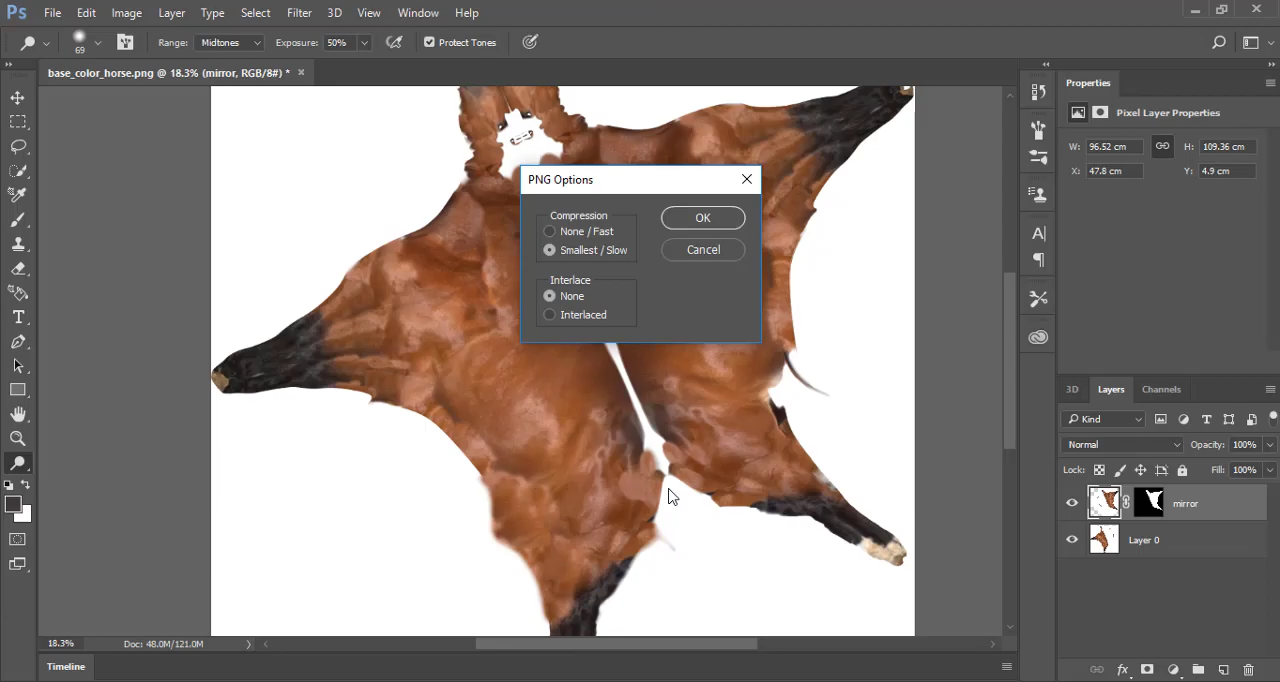 Ps File Edit Image Layer Type Select Filter 3D View Window Help
69 Range: Midtones Exposure: 50% Protect Tones
base_color_horse.png @ 18.3% (mirror, RGB/8#) * ×
Properties
Pixel Layer Properties
W: 96.52 cm H: 109.36 cm
X: 47.8 cm Y: 4.9 cm
PNG Options
Compression
None / Fast
Smallest / Slow
Interlace
None
Interlaced
OK
Cancel
3D Layers Channels
Kind
Normal Opacity: 100%
Lock: Fill: 100%
mirror
Layer 0
18.3% Doc: 48.0M/121.0M
Timeline
fx